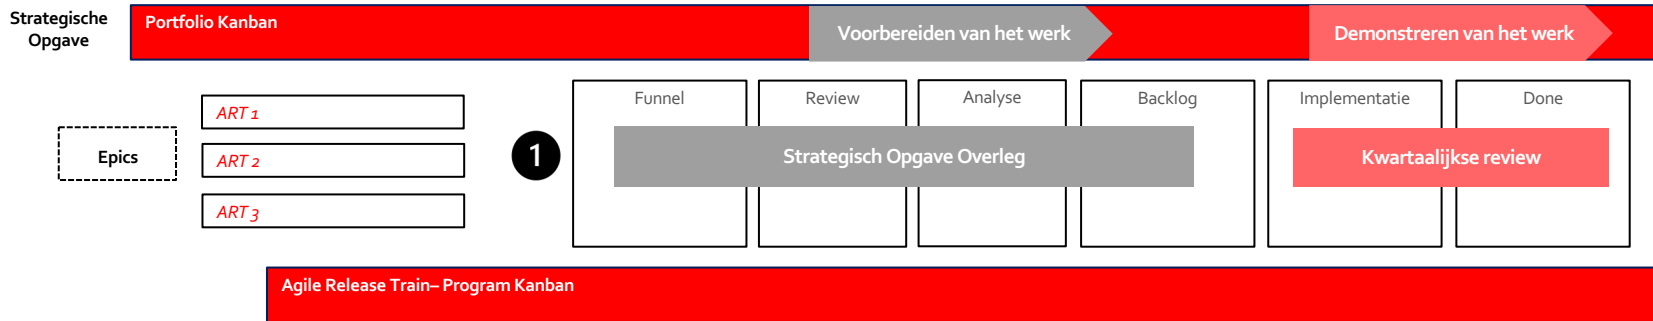 Strategische
Opgave
Portfolio Kanban
Voorbereiden van het werk
Demonstreren van het werk
Funnel
Review
Analyse
Backlog
Implementatie
Done
ART 1
Epics
ART 2
1
Strategisch Opgave Overleg
Kwartaalijkse review
ART 3
Agile Release Train– Program Kanban